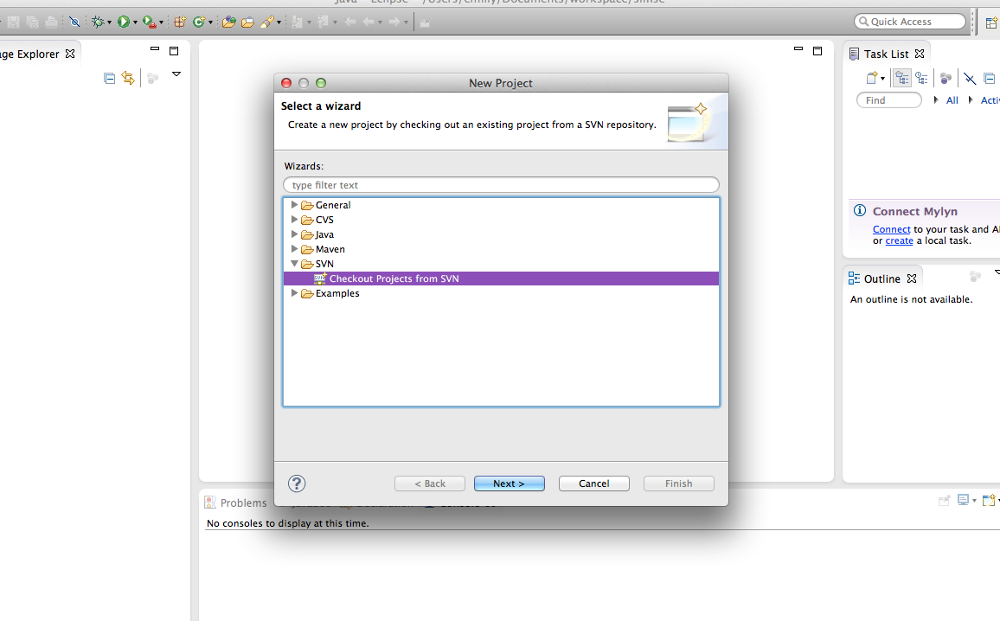 Java - Eclipse - /Users/Emily/Documents/workspace/simse
Quick Access
age Explorer
Task List
Find
All
Acti
New Project
Select a wizard
Create a new project by checking out an existing project from a SVN repository.
Wizards:
type filter text
General
CVS
Java
Maven
SVN
Checkout Projects from SVN
Examples
Connect Mylyn
Connect to your task and A
or create a local task.
Outline
An outline is not available.
< Back
Next >
Cancel
Finish
Problems
No consoles to display at this time.